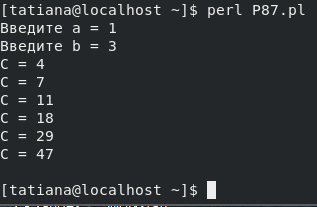 [tatiana@localhost ~]$ perl P87.pl
Введите a = 1
Введите b = 3
C = 4
C = 7
C = 11
C = 18
C = 29
C = 47
[tatiana@localhost ~]$